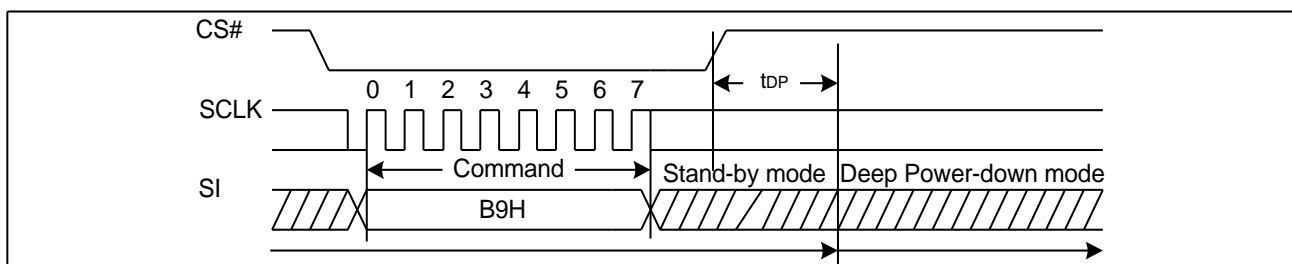 CS#
tDP
0 1 2 3 4 5 6 7
SCLK
Command
Stand-by mode Deep Power-down mode
SI
B9H